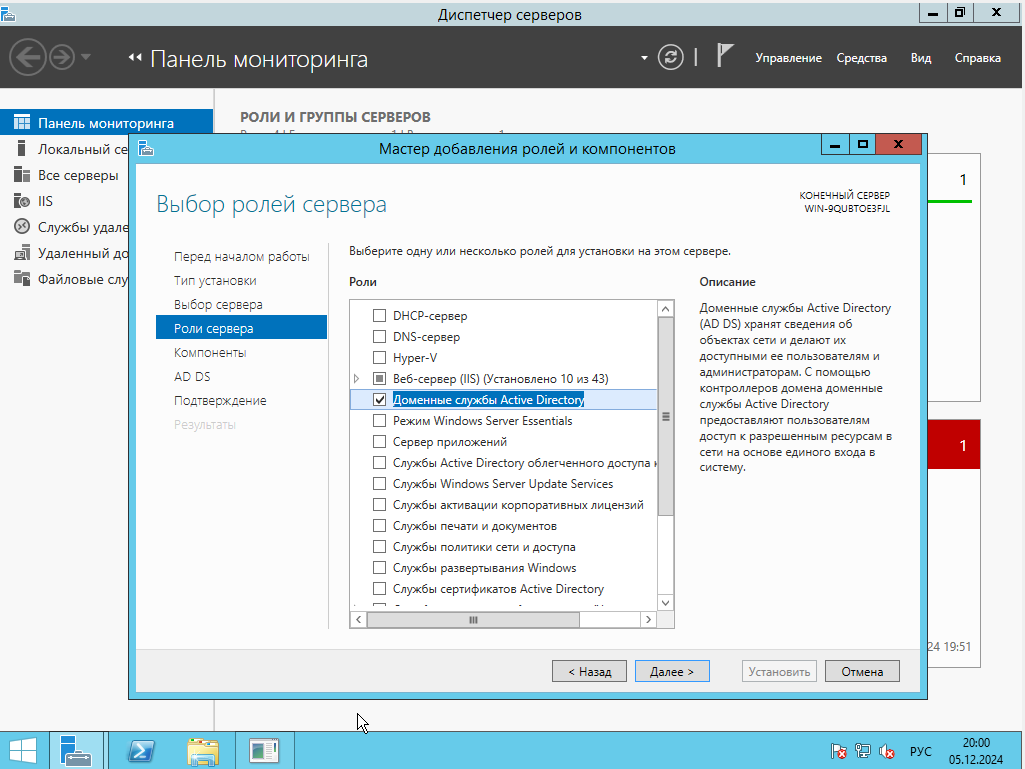 Диспетчер серверов
Панель мониторинга
Управление Средства Вид Справка
Панель мониторинга
Локальный се
Все серверы
IIS
Службы удале
Удаленный до
Файловые слу
РОЛИ И ГРУППЫ СЕРВЕРОВ
Мастер добавления ролей и компонентов
Выбор ролей сервера
КОНЕЧНЫЙ СЕРВЕР
WIN-9QUBTOE3FJL
Перед началом работы
Тип установки
Выбор сервера
Роли сервера
Компоненты
AD DS
Подтверждение
Результаты
Выберите одну или несколько ролей для установки на этом сервере.
Роли
DHCP-сервер
DNS-сервер
Hyper-V
Веб-сервер (IIS) (Установлено 10 из 43)
Доменные службы Active Directory
Режим Windows Server Essentials
Сервер приложений
Службы Active Directory облегченного доступа
Службы Windows Server Update Services
Службы активации корпоративных лицензий
Службы печати и документов
Службы политики сети и доступа
Службы развертывания Windows
Службы сертификатов Active Directory
Описание
Доменные службы Active Directory
(AD DS) хранят сведения об
объектах сети и делают их
доступными ее пользователям и
администраторам. С помощью
контроллеров домена доменные
службы Active Directory
предоставляют пользователям
доступ к разрешенным ресурсам в
сети на основе единого входа в
систему.
1
1
24 19:51
< Назад Далее > Установить Отмена
РУС
20:00
05.12.2024